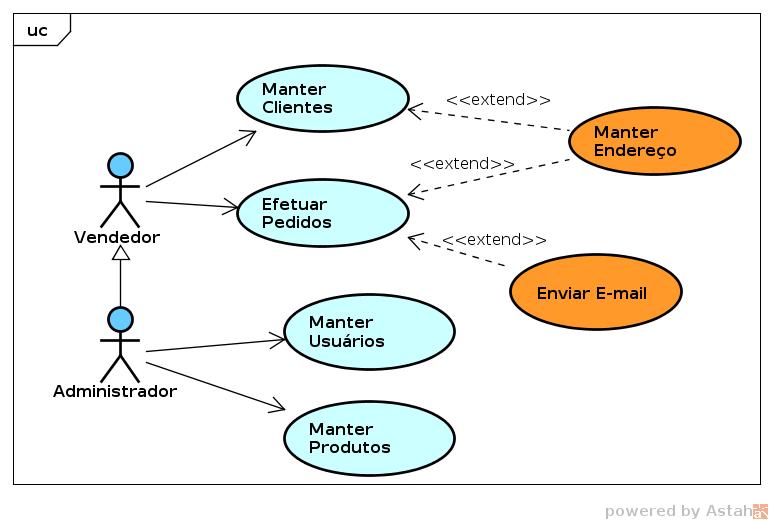 uc
Manter
Clientes
<<extend>>
Manter
Endereço
<<extend>>
Efetuar
Pedidos
Vendedor
<<extend>>
Enviar E-mail
Manter
Usuários
Administrador
Manter
Produtos
powered by Astah